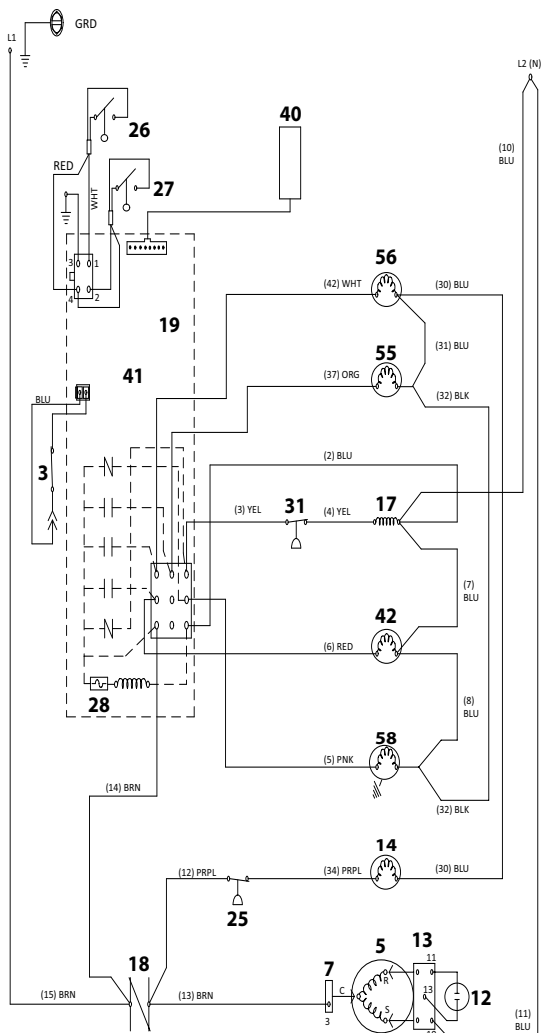 GRD
L1
L2 (N)
26
40
(10)
BLU
RED
27
WHT
3 1
4 2
56
(42) WHT
(30) BLU
19
(31) BLU
55
41
(37) ORG
(32) BLK
BLU
(2) BLU
3
31
17
(3) YEL
(4) YEL
(7)
BLU
42
(6) RED
28
(8)
BLU
58
(5) PNK
(14) BRN
(32) BLK
14
(12) PRPL
(34) PRPL
(30) BLU
25
18
7
5
13
11
R
C
13
12
(15) BRN
(13) BRN
S
3
(11)
BLU